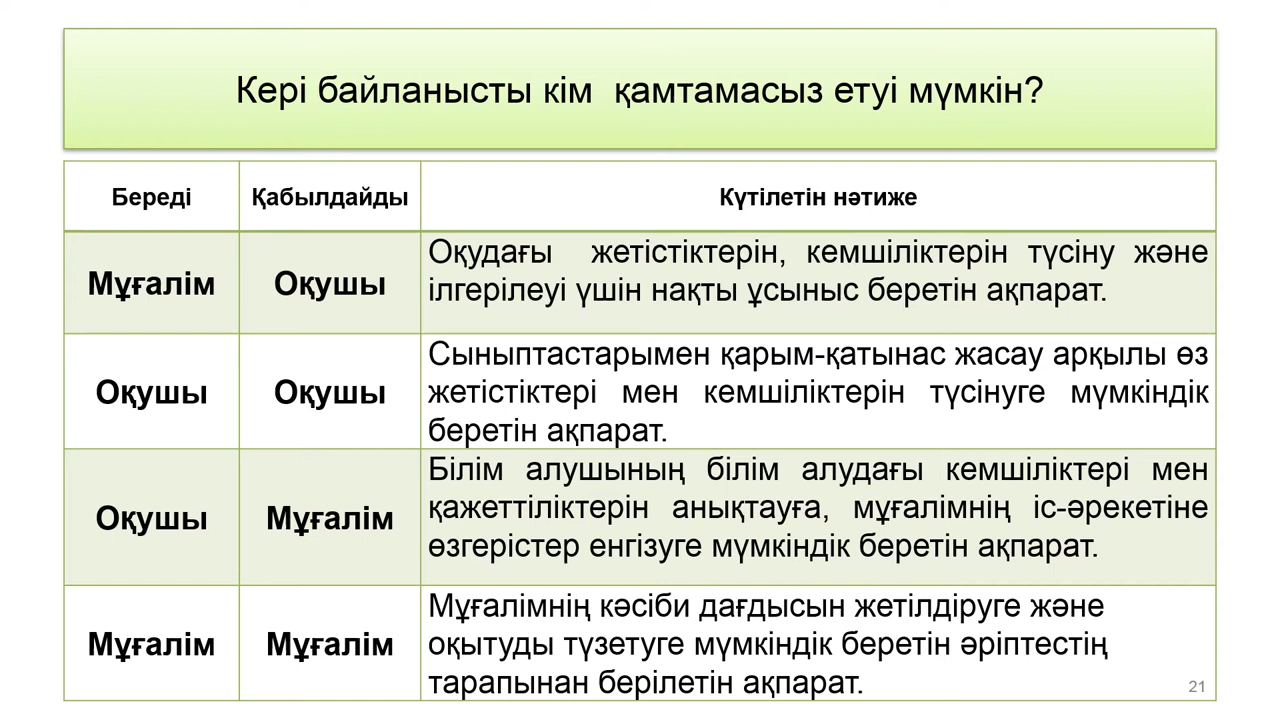 Кері байланысты кім  қамтамасыз етуі мүмкін?
Береді Қабылдайды Күтілетін нәтиже
Мұғалім Оқушы
Оқудағы  жетістіктерін, кемшіліктерін түсіну және
ілгерілеуі үшін нақты ұсыныс беретін ақпарат.
Оқушы Оқушы
Сыныптастарымен қарым-қатынас жасау арқылы өз
жетістіктері мен кемшіліктерін түсінуге мүмкіндік
беретін ақпарат.
Оқушы Мұғалім
Білім алушының білім алудағы кемшіліктері мен
қажеттіліктерін анықтауға, мұғалімнің іс-әрекетіне
өзгерістер енгізуге мүмкіндік беретін ақпарат.
Мұғалім Мұғалім
Мұғалімнің кәсіби дағдысын жетілдіруге және
оқытуды түзетуге мүмкіндік беретін әріптестің
тарапынан берілетін ақпарат.
21